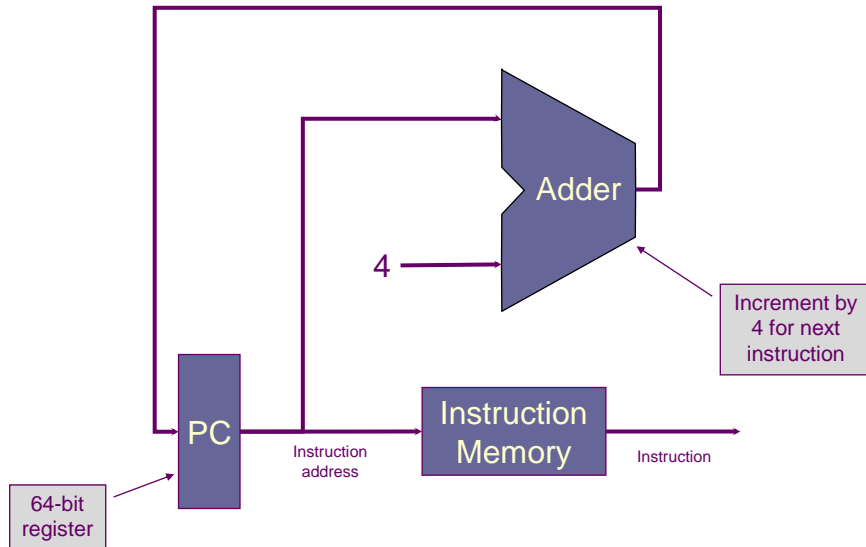 Adder
4
Increment by
4 for next
instruction
PC
Instruction
Memory
Instruction
address
Instruction
64-bit
register